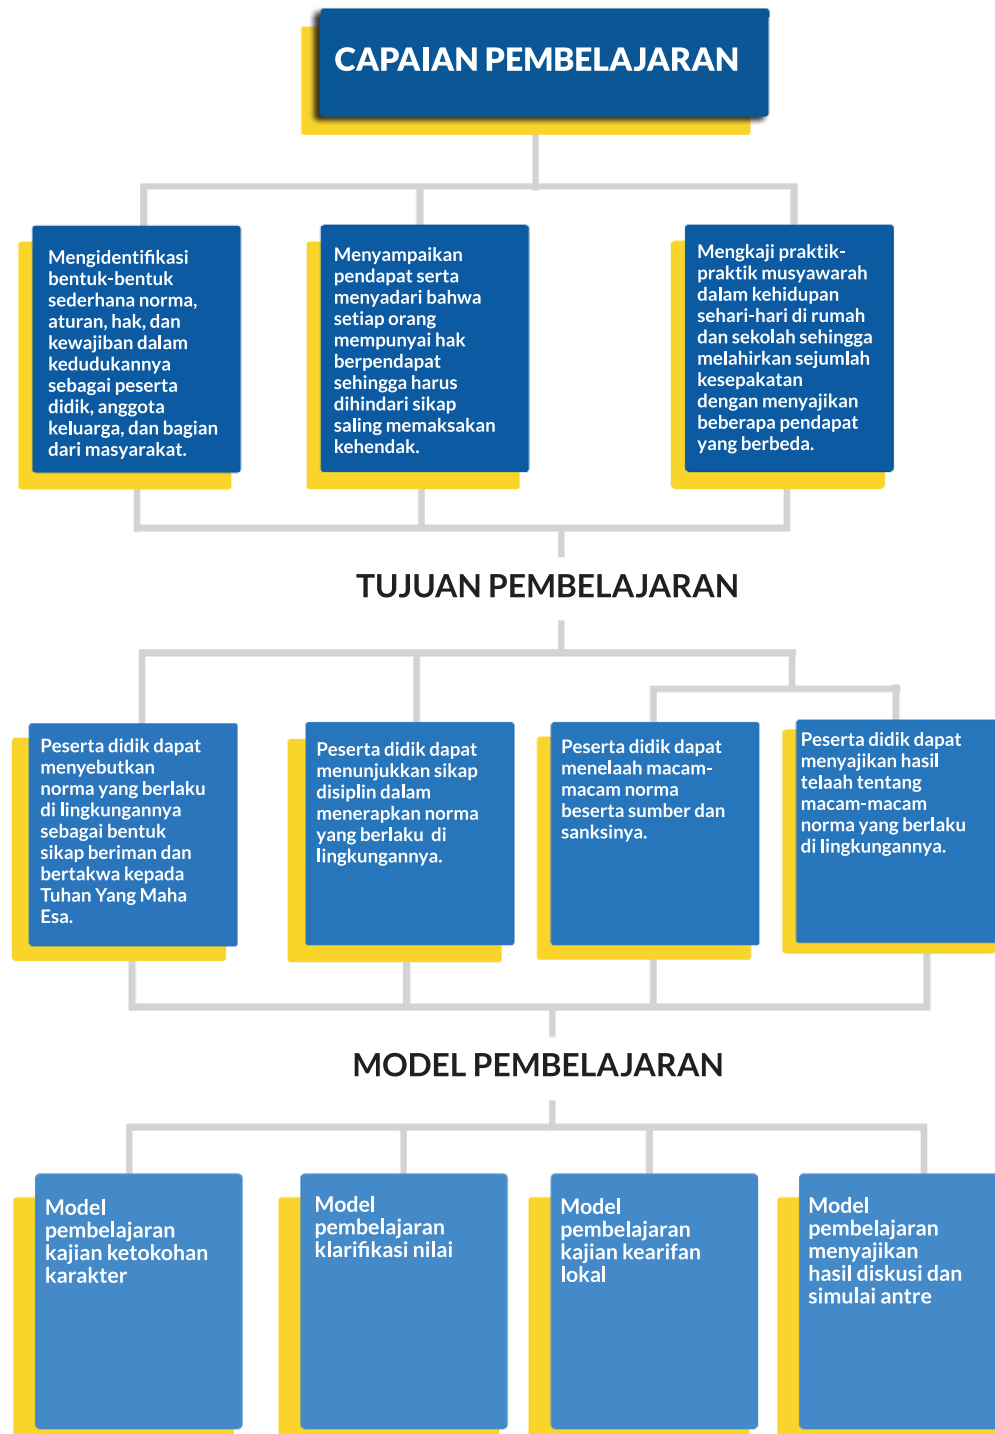 CAPAIAN PEMBELAJARAN
Mengidentifikasi
bentuk-bentuk
sederhana norma,
aturan, hak, dan
kewajiban dalam
kedudukannya
sebagai peserta
didik, anggota
keluarga, dan bagian
dari masyarakat.
Menyampaikan
pendapat serta
menyadari bahwa
setiap orang
mempunyai hak
berpendapat
sehingga harus
dihindari sikap
saling memaksakan
kehendak.
Mengkaji praktik-
praktik musyawarah
dalam kehidupan
sehari-hari di rumah
dan sekolah sehingga
melahirkan sejumlah
kesepakatan
dengan menyajikan
beberapa pendapat
yang berbeda.
TUJUAN PEMBELAJARAN
Peserta didik dapat
menyebutkan
norma yang berlaku
di lingkungannya
sebagai bentuk
sikap beriman dan
bertakwa kepada
Tuhan Yang Maha
Esa.
Peserta didik dapat
menunjukkan sikap
disiplin dalam
menerapkan norma
yang berlaku di
lingkungannya.
Peserta didik dapat
menelaah macam-
macam norma
beserta sumber dan
sanksinya.
Peserta didik dapat
menyajikan hasil
telaah tentang
macam-macam
norma yang berlaku
di lingkungannya.
MODEL PEMBELAJARAN
Model
pembelajaran
kajian ketokohan
karakter
Model
pembelajaran
klarifikasi nilai
Model
pembelajaran
kajian kearifan
lokal
Model
pembelajaran
menyajikan
hasil diskusi dan
simulai antre